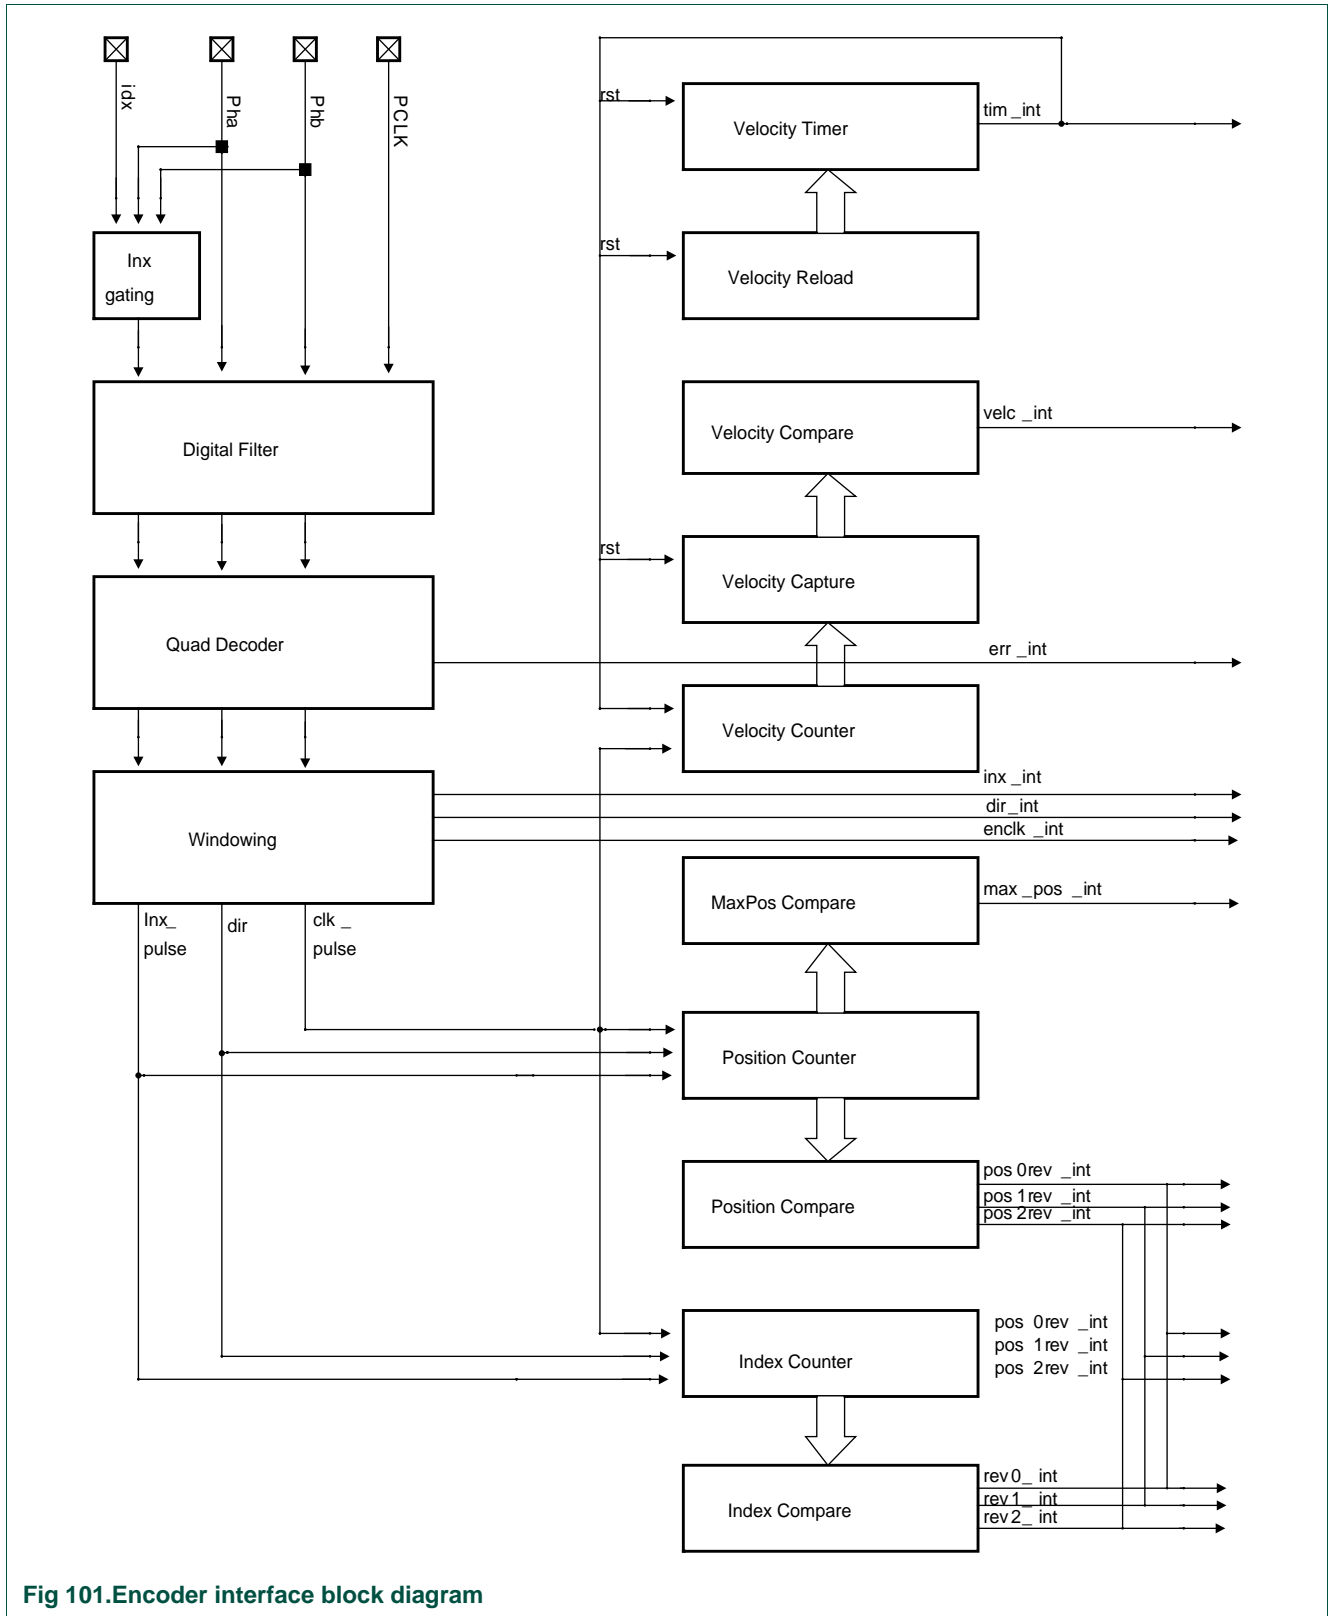 idx
Pha
Phb
PCLK
rst
Velocity Timer
tim _int
Inx
gating
rst
Velocity Reload
Digital Filter
Velocity Compare
velc _int
rst
Velocity Capture
Quad Decoder
err _int
Velocity Counter
Windowing
inx _int
dir_int
enclk _int
MaxPos Compare
max _pos _int
Inx_
pulse
dir
clk _
pulse
Position Counter
Position Compare
pos 0rev _int
pos 1rev _int
pos 2rev _int
Index Counter
pos 0rev _int
pos 1rev _int
pos 2rev _int
Index Compare
rev0_ int
rev1_ int
rev2_ int
Fig 101.Encoder interface block diagram